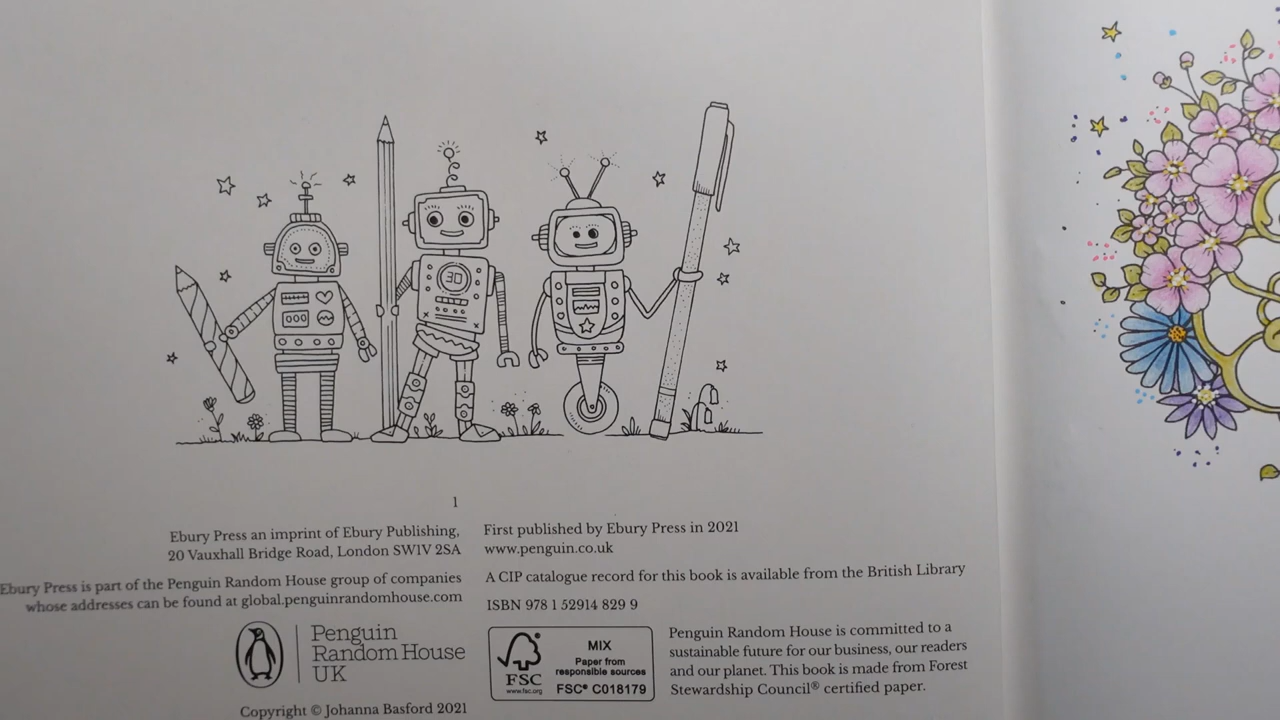 3D
1
Ebury Press an imprint of Ebury Publishing,
20 Vauxhall Bridge Road, London SW1V 2SA
Ebury Press is part of the Penguin Random House group of companies
whose addresses can be found at global.penguinrandomhouse.com
Penguin
Random House
UK
Copyright © Johanna Basford 2021
First published by Ebury Press in 2021
www.penguin.co.uk
A CIP catalogue record for this book is available from the British Library
ISBN 978 1 52914 829 9
FSC
www.fsc.org
MIX
Paper from
responsible sources
FSC® C018179
Penguin Random House is committed to a
sustainable future for our business, our readers
and our planet. This book is made from Forest
Stewardship Council® certified paper.